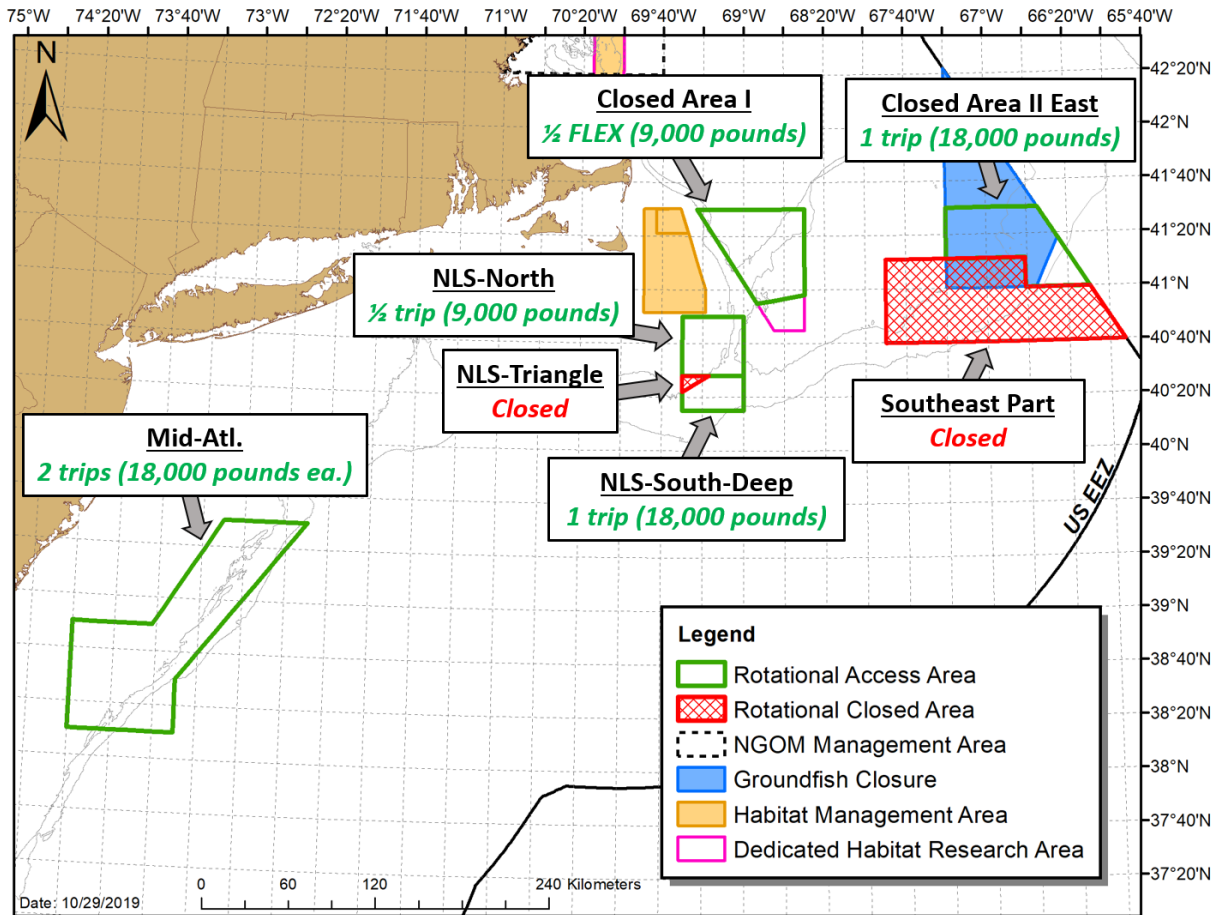 75°W 74°20'W 73°40'W 73°W 72°20'W 71°40'W 71°W 70°20'W 69°40'W 69°W 68°20'W 67°40'W 67°W 66°20'W 65°40'W
N
42°20'N
42°N
41°40'N
41°20'N
41°N
40°40'N
40°20'N
40°N
39°40'N
39°20'N
39°N
38°40'N
38°20'N
38°N
37°40'N
37°20'N
Closed Area I
½ FLEX (9,000 pounds)
Closed Area II East
1 trip (18,000 pounds)
NLS-North
½ trip (9,000 pounds)
NLS-Triangle
Closed
Southeast Part
Closed
Mid-Atl.
2 trips (18,000 pounds ea.)
NLS-South-Deep
1 trip (18,000 pounds)
US EEZ
Legend
Rotational Access Area
Rotational Closed Area
NGOM Management Area
Groundfish Closure
Habitat Management Area
Dedicated Habitat Research Area
0 60 120 240 Kilometers
Date: 10/29/2019